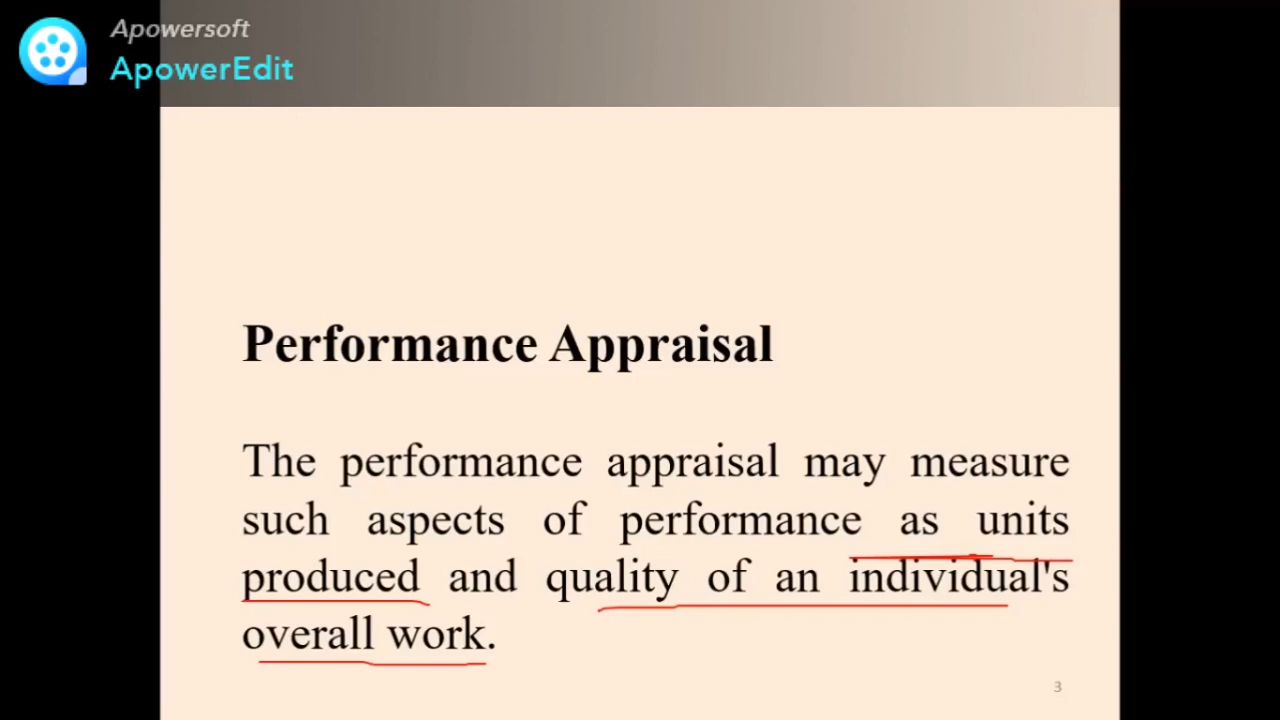 Apowersoft
ApowerEdit
Performance Appraisal
The performance appraisal may measure
such aspects of performance as units
produced and quality of an individual's
overall work.
3